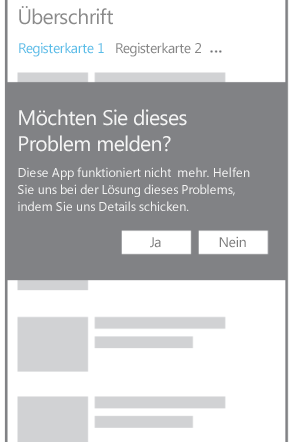 Überschrift
Registerkarte 1 Registerkarte 2 ...
Möchten Sie dieses
Problem melden?
Diese App funktioniert nicht mehr. Helfen
Sie uns bei der Lösung dieses Problems,
indem Sie uns Details schicken.
Ja Nein